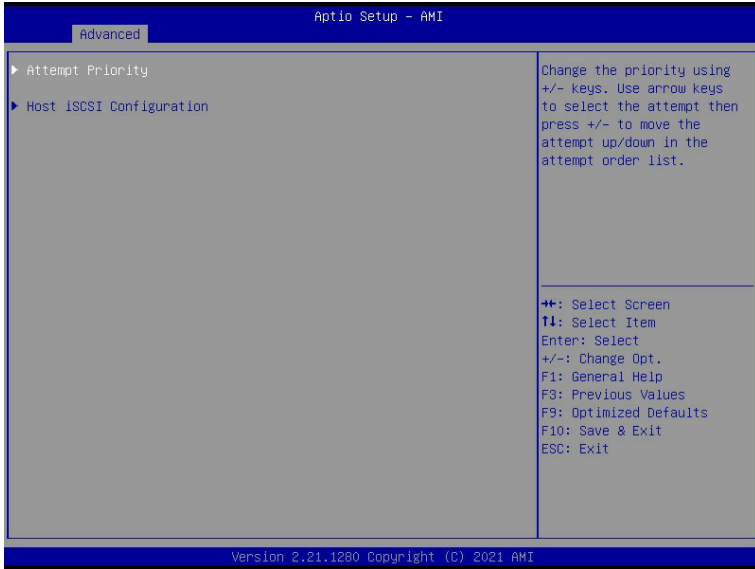 Aptio Setup – AMI
Advanced
▶ Attempt Priority
▶ Host iSCSI Configuration
Change the priority using
+/– keys. Use arrow keys
to select the attempt then
press +/– to move the
attempt up/down in the
attempt order list.
→←: Select Screen
↑↓: Select Item
Enter: Select
+/–: Change Opt.
F1: General Help
F3: Previous Values
F9: Optimized Defaults
F10: Save & Exit
ESC: Exit
Version 2.21.1280 Copyright (C) 2021 AMI